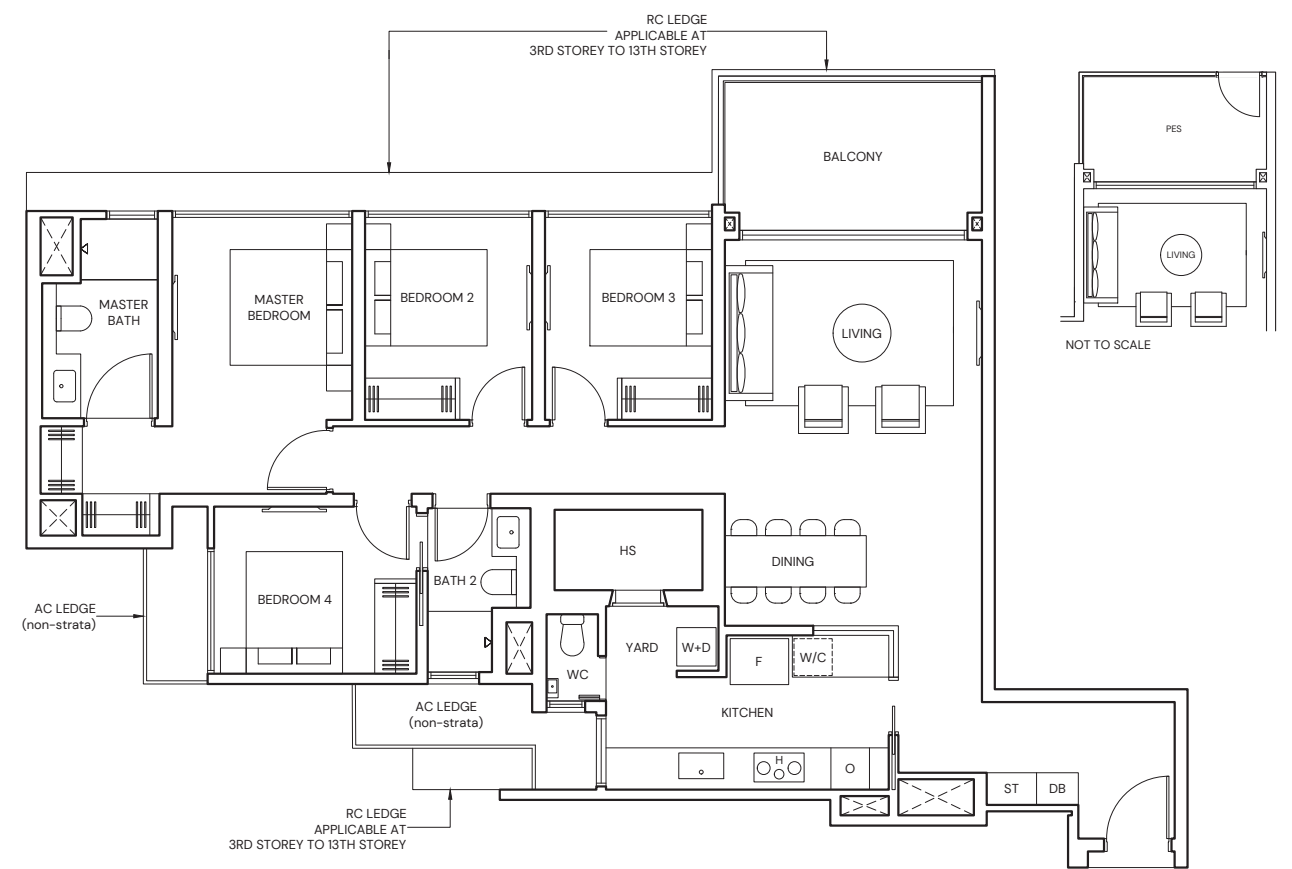 RC LEDGE
APPLICABLE AT
3RD STOREY TO 13TH STOREY
BALCONY
PES
MASTER
BATH
MASTER
BEDROOM
BEDROOM 2
BEDROOM 3
LIVING
LIVING
NOT TO SCALE
HS
DINING
BATH 2
BEDROOM 4
AC LEDGE
(non-strata)
YARD
W+D
F
W/C
WC
KITCHEN
AC LEDGE
(non-strata)
H
O
ST
DB
RC LEDGE
APPLICABLE AT
3RD STOREY TO 13TH STOREY